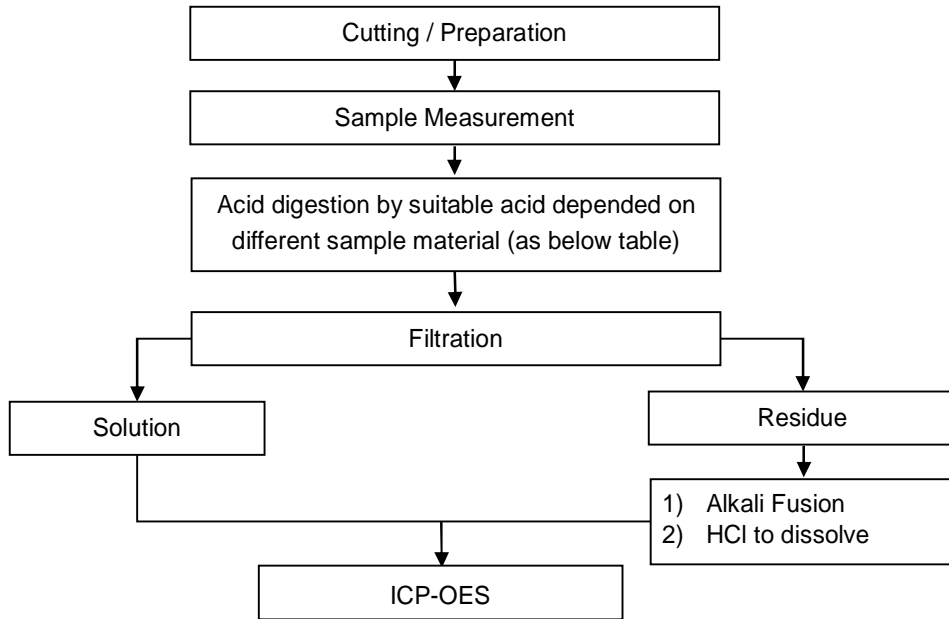 Cutting / Preparation
Sample Measurement
Acid digestion by suitable acid depended on
different sample material (as below table)
Filtration
Solution
Residue
1) Alkali Fusion
2) HCl to dissolve
ICP-OES